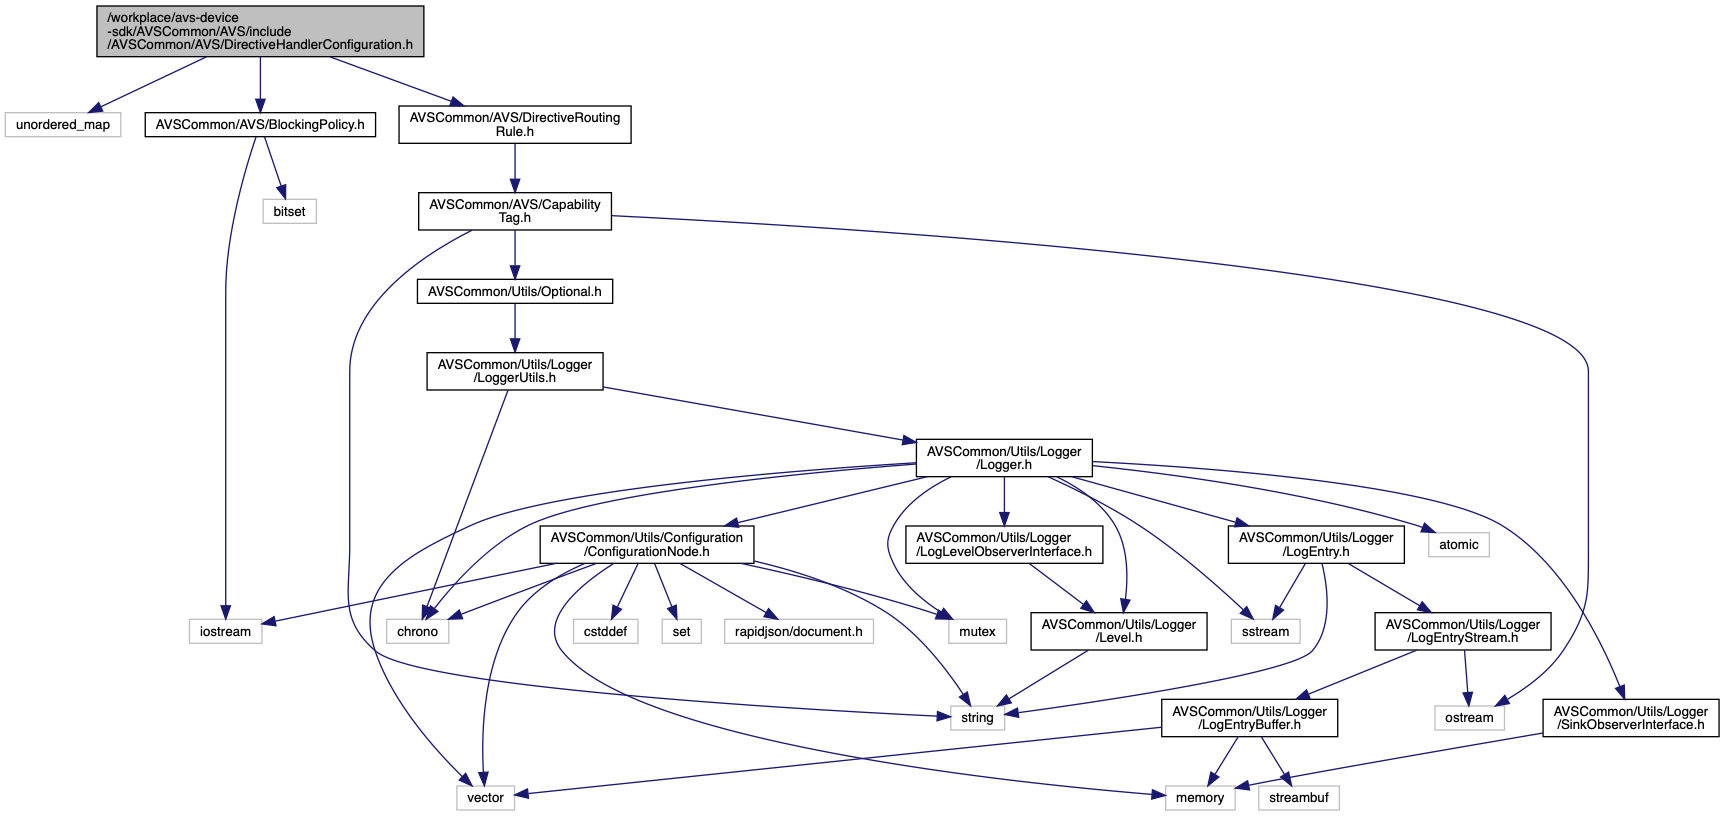 /workplace/avs-device
-sdk/AVSCommon/AVS/include
/AVSCommon/AVS/DirectiveHandlerConfiguration.h
unordered_map
AVSCommon/AVS/BlockingPolicy.h
AVSCommon/AVS/DirectiveRouting
Rule.h
bitset
AVSCommon/AVS/Capability
Tag.h
AVSCommon/Utils/Optional.h
AVSCommon/Utils/Logger
/LoggerUtils.h
AVSCommon/Utils/Logger
/Logger.h
AVSCommon/Utils/Configuration
/ConfigurationNode.h
AVSCommon/Utils/Logger
/LogLevelObserverInterface.h
AVSCommon/Utils/Logger
/LogEntry.h
atomic
iostream
chrono
cstddef
set
rapidjson/document.h
mutex
AVSCommon/Utils/Logger
/Level.h
sstream
AVSCommon/Utils/Logger
/LogEntryStream.h
string
AVSCommon/Utils/Logger
/LogEntryBuffer.h
ostream
AVSCommon/Utils/Logger
/SinkObserverInterface.h
vector
memory
streambuf